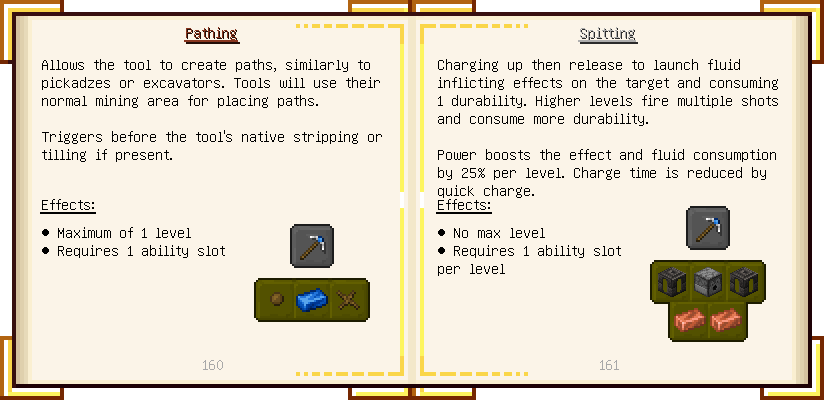 Pathing
Allows the tool to create paths, similarly to
pickadzes or excavators. Tools will use their
normal mining area for placing paths.
Triggers before the tool's native stripping or
tilling if present.
Effects:
● Maximum of 1 level
● Requires 1 ability slot
160
Spitting
Charging up then release to launch fluid
inflicting effects on the target and consuming
1 durability. Higher levels fire multiple shots
and consume more durability.
Power boosts the effect and fluid consumption
by 25% per level. Charge time is reduced by
quick charge.
Effects:
● No max level
● Requires 1 ability slot
per level
161